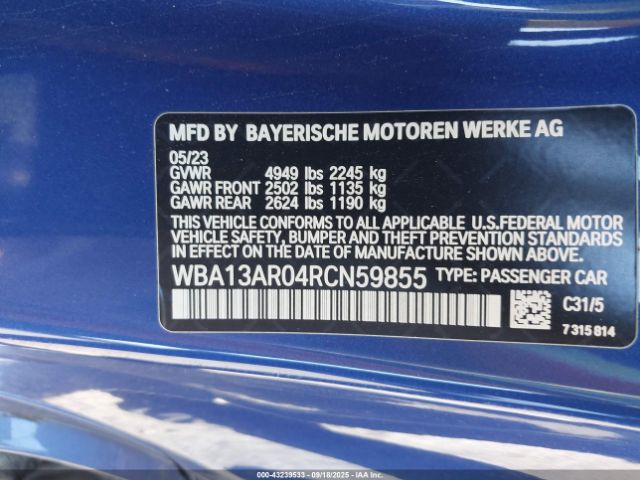 MFD BY BAYERISCHE MOTOREN WERKE AG
05/23
GVWR 4949 lbs 2245 kg
GAWR FRONT 2502 lbs 1135 kg
GAWR REAR 2624 lbs 1190 kg
THIS VEHICLE CONFORMS TO ALL APPLICABLE U.S.FEDERAL MOTOR
VEHICLE SAFETY, BUMPER AND THEFT PREVENTION STANDARDS IN
EFFECT ON THE DATE OF MANUFACTURE SHOWN ABOVE.
WBA13AR04RCN59855 TYPE: PASSENGER CAR
C31/5
7 315 814
000-43239533 - 09/18/2025 - IAAI.COM